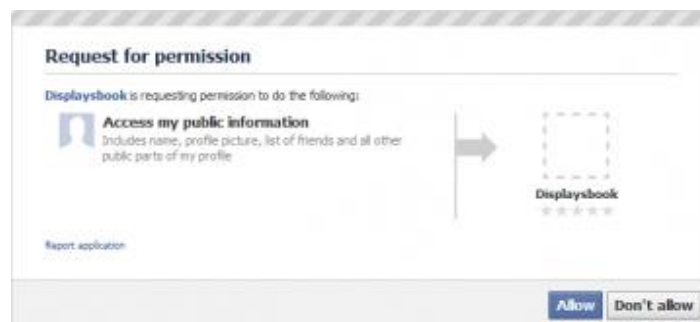 Request for permission
Displaysbook is requesting permission to do the following:
Access my public information
Includes name, profile picture, list of friends and all other
public parts of my profile
Displaysbook
Report application
Allow
Don't allow